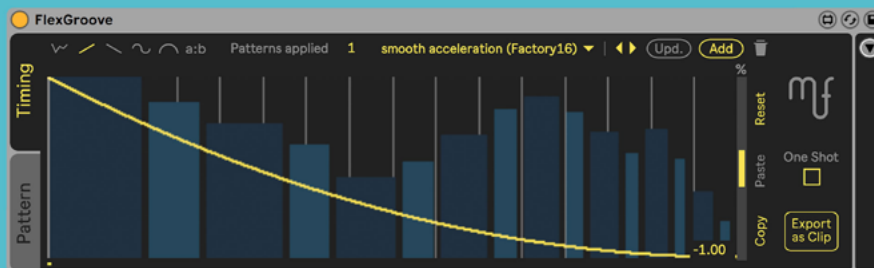 FlexGroove
Timing
a:b
Patterns applied 1
smooth acceleration (Factory16)
Upd.
Add
%
Reset
Paste
Copy
-1.00
mf
One Shot
Export
as Clip
Pattern